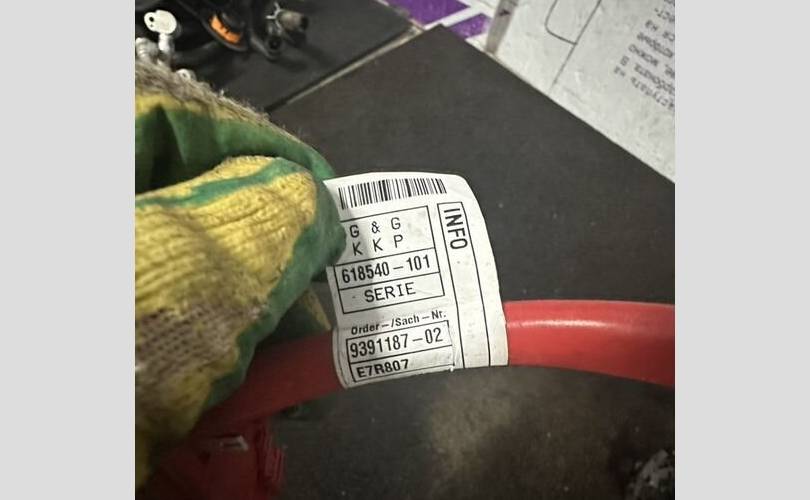 G & G
K K P
INFO
618540-101
SERIE
Order-/Sach-Nr.
9391187-02
E7R807